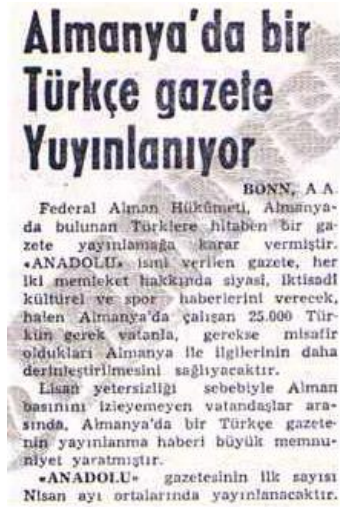 Almanya'da bir
Türkçe gazete
Yuyınlanıyor
BONN, A A.
Federal Alman Hükûmeti, Almanya-
da bulunan Türklere hitaben bir ga-
zete yayınlamağa karar vermiştir.
«ANADOLU» ismi verilen gazete, her
iki memleket hakkında siyasi, iktisadî
kültürel ve spor haberlerini verecek,
halen Almanya'da çalışan 25.000 Tür-
kün gerek vatanla, gerekse misafir
oldukları Almanya ile ilgilerinin daha
derinleştirilmesini sağlıyacaktır.
Lisan yetersizliği sebebiyle Alman
basınını izleyemeyen vatandaşlar ara-
sında, Almanya'da bir Türkçe gazete-
nin yayınlanma haberi büyük memnu-
niyet yaratmıştır.
«ANADOLU» gazetesinin ilk sayısı
Nisan ayı ortalarında yayınlanacaktır.